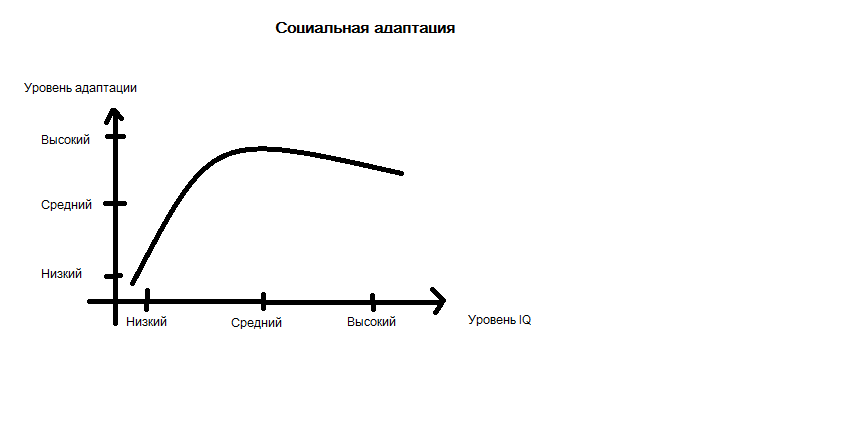 Социальная адаптация
Уровень адаптации
Высокий
Средний
Низкий
Низкий
Средний
Высокий
Уровень IQ